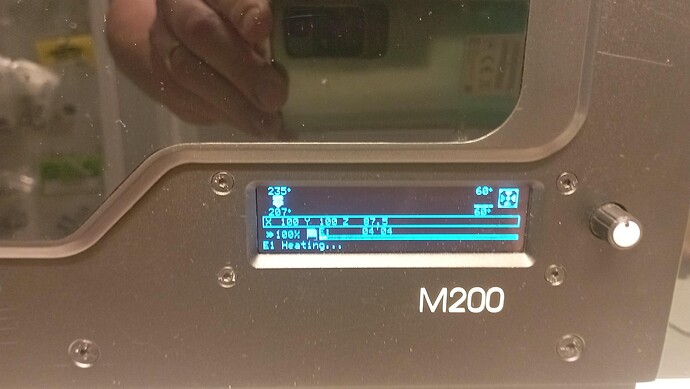 235° 60°
207° 60°
X 100 Y 100 Z 87.5
»100% 04'04
E1 Heating...
M200